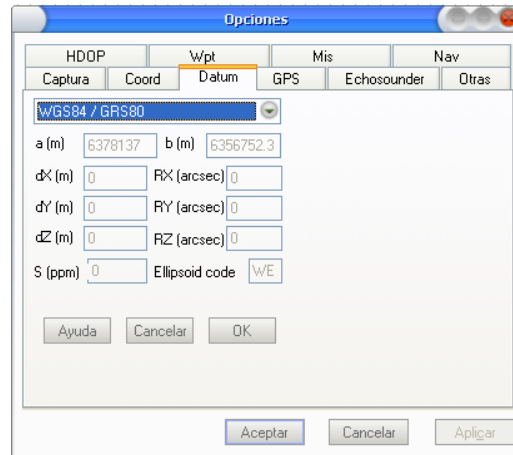 Opciones
HDOP Wpt Mis Nav
Captura Coord Datum GPS Echosounder Otras
WGS84 / GRS80
a (m) 6378137 b (m) 6356752.3
dX (m) 0 RX (arcsec) 0
dY (m) 0 RY (arcsec) 0
dZ (m) 0 RZ (arcsec) 0
S (ppm) 0 Ellipsoid code WE
Ayuda Cancelar OK
Aceptar Cancelar Aplicar